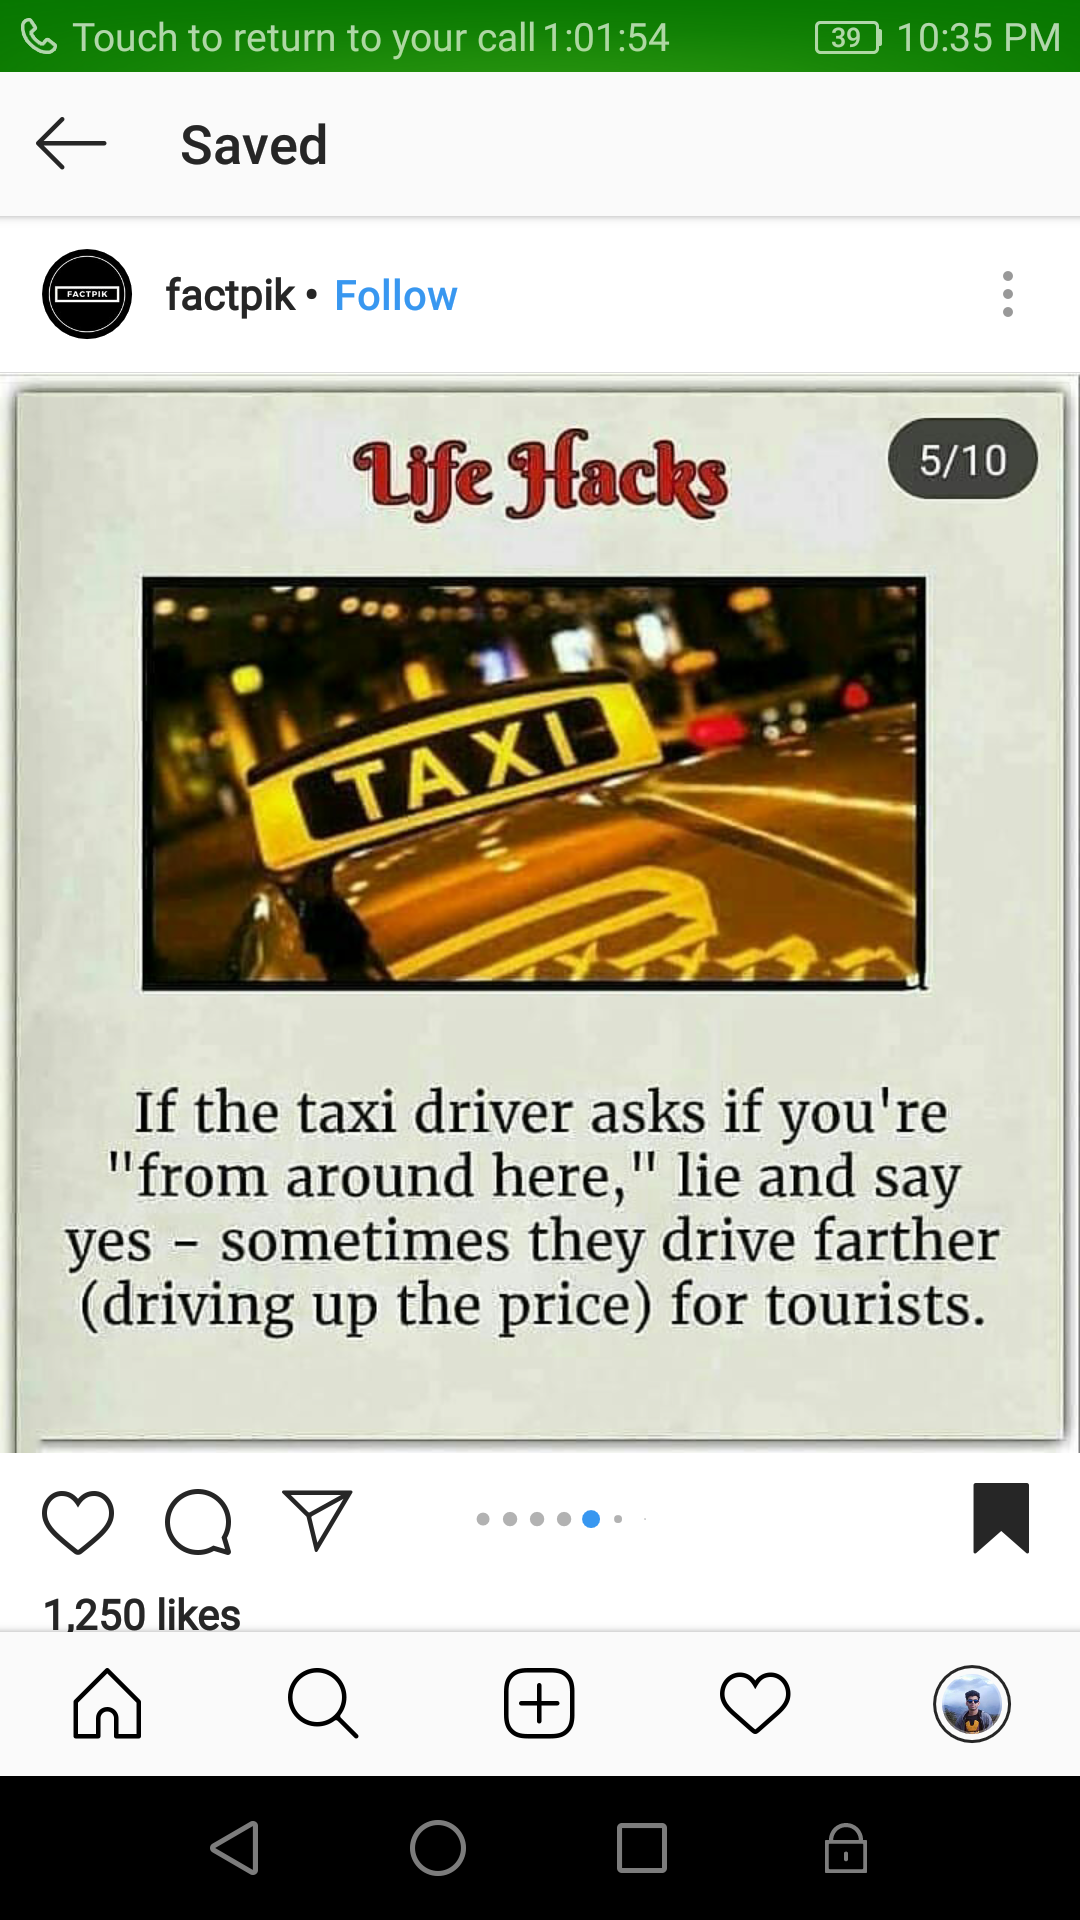 Touch to return to your call 1:01:54 39 10:35 PM
Saved
FACTPIK factpik • Follow
Life Hacks
5/10
TAXI
If the taxi driver asks if you're
"from around here," lie and say
yes - sometimes they drive farther
(driving up the price) for tourists.
1,250 likes